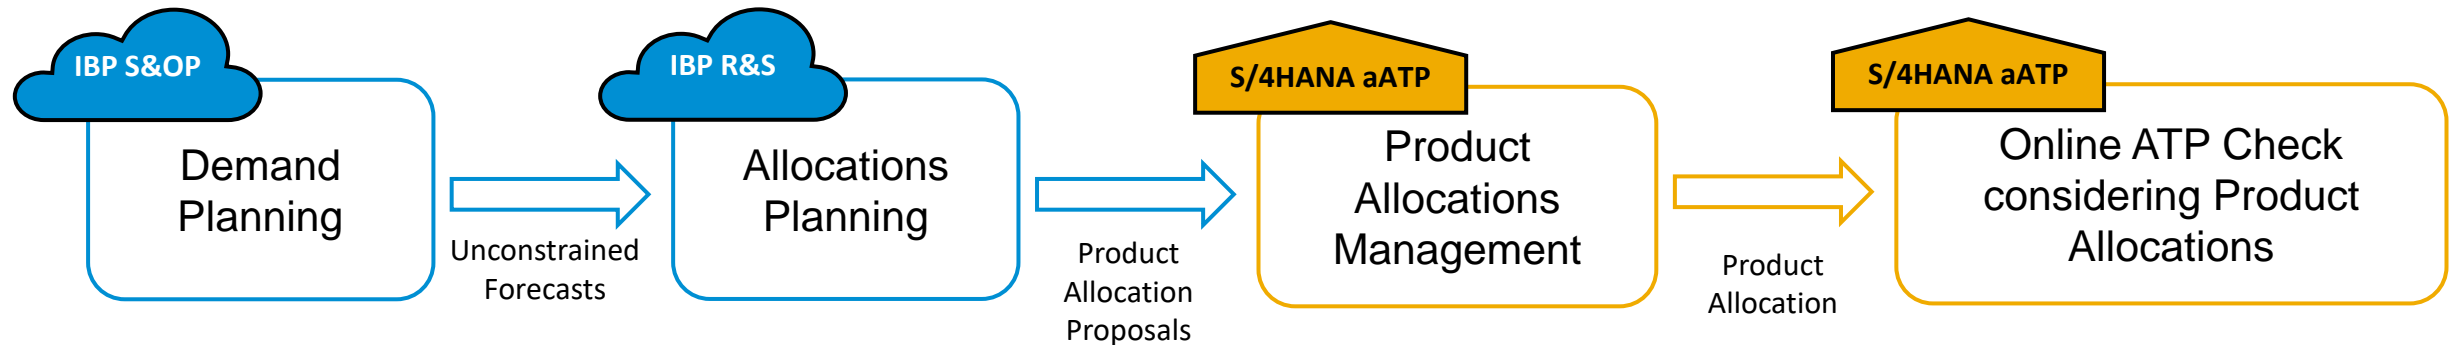 IBP S&OP
Demand
Planning
Unconstrained
Forecasts
IBP R&S
Allocations
Planning
Product
Allocation
Proposals
S/4HANA aATP
Product
Allocations
Management
Product
Allocation
S/4HANA aATP
Online ATP Check
considering Product
Allocations